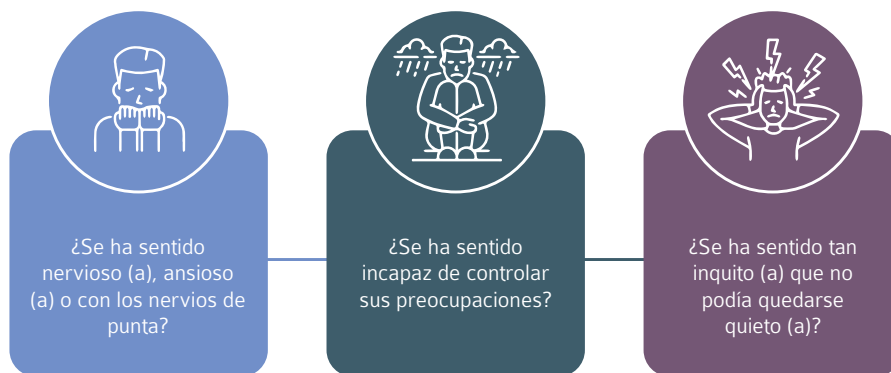 ¿Se ha sentido
nervioso (a), ansioso
(a) o con los nervios de
punta?
¿Se ha sentido
incapaz de controlar
sus preocupaciones?
¿Se ha sentido tan
inquito (a) que no
podía quedarse
quieto (a)?